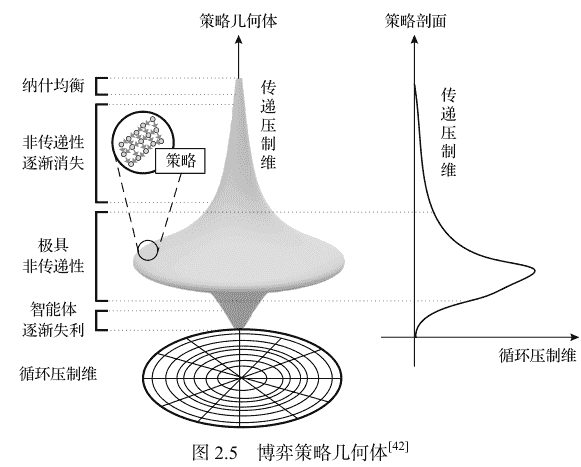 策略几何体
策略剖面
纳什均衡
传递压制维
传递压制维
非传递性
逐渐消失
策略
极具
非传递性
智能体
逐渐失利
循环压制维
循环压制维
图 2.5 博弈策略几何体[42]